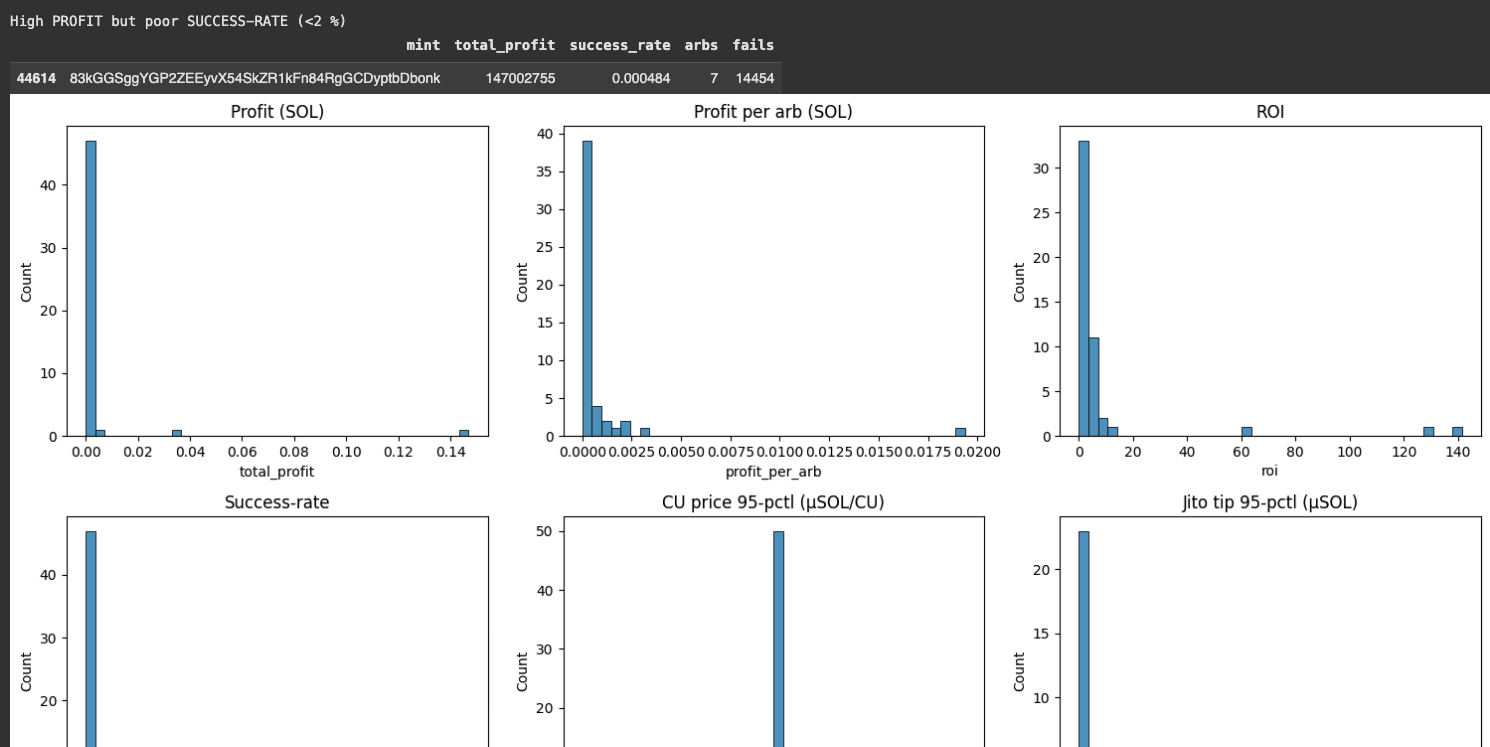 High PROFIT but poor SUCCESS-RATE (<2 %)
mint total_profit success_rate arbs fails
44614 83kGGSggYGP2ZEEyvX54SkZR1kFn84RgGCDyptbDbonk 147002755 0.000484 7 14454
Profit (SOL)
40
30
20
10
0
Count
0.00 0.02 0.04 0.06 0.08 0.10 0.12 0.14
total_profit
Profit per arb (SOL)
40
35
30
25
20
15
10
5
0
Count
0.0000 0.0025 0.0050 0.0075 0.0100 0.0125 0.0150 0.0175 0.0200
profit_per_arb
ROI
30
25
20
15
10
5
0
Count
0 20 40 60 80 100 120 140
roi
Success-rate
40
30
20
Count
CU price 95-pctl (µSOL/CU)
50
40
30
20
Count
Jito tip 95-pctl (µSOL)
20
15
10
Count